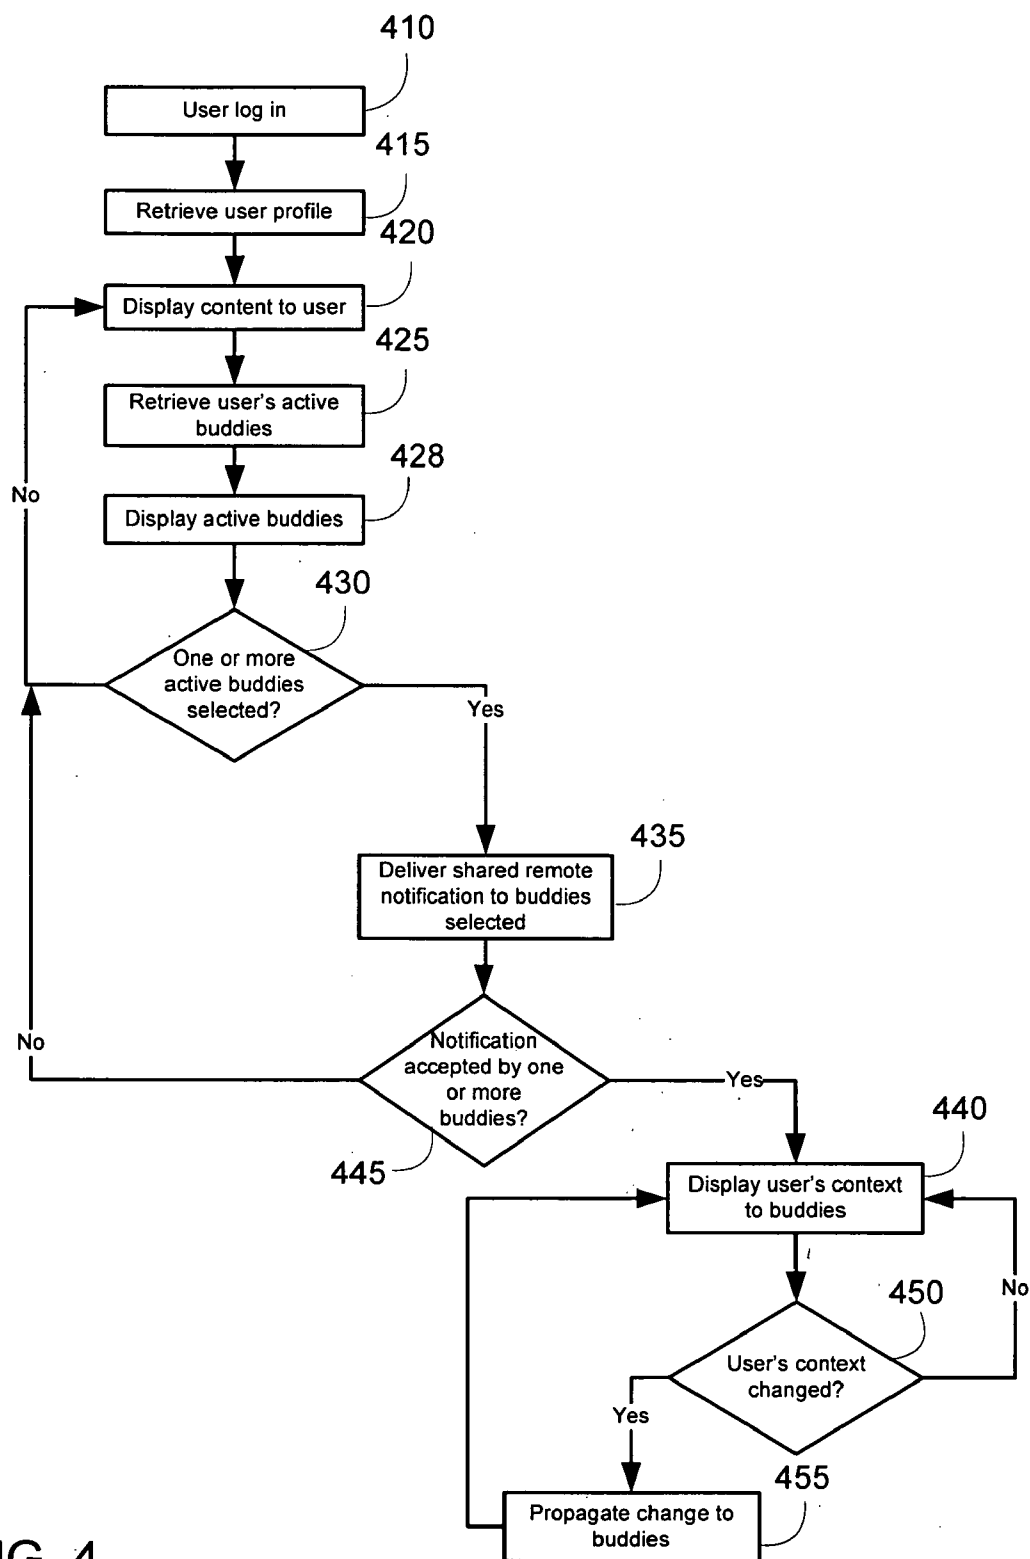 410
User log in
415
Retrieve user profile
420
Display content to user
425
Retrieve user's active
buddies
428
Display active buddies
No
430
One or more
active buddies
selected?
Yes
435
Deliver shared remote
notification to buddies
selected
Notification
accepted by one
or more
buddies?
No
Yes
445
440
Display user's context
to buddies
No
450
User's context
changed?
Yes
455
Propagate change to
buddies
4